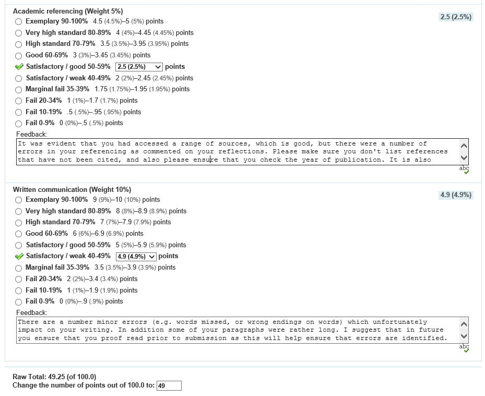 Academic referencing (Weight 5%)
2.5 (2.5%)
Exemplary 90-100% 4.5 (4.5%)–5 (5%) points
Very high standard 80-89% 4 (4%)–4.45 (4.45%) points
High standard 70-79% 3.5 (3.5%)–3.95 (3.95%) points
Good 60-69% 3 (3%)–3.45 (3.45%) points
Satisfactory / good 50-59% 2.5 (2.5%) points
Satisfactory / weak 40-49% 2 (2%)–2.45 (2.45%) points
Marginal fail 35-39% 1.75 (1.75%)–1.95 (1.95%) points
Fail 20-34% 1 (1%)–1.7 (1.7%) points
Fail 10-19% .5 (.5%)–.95 (.95%) points
Fail 0-9% 0 (0%)–.5 (.5%) points
Feedback:
It was evident that you had accessed a range of sources, which is good, but there were a number of
errors in your referencing as commented on your reflections. Please make sure you don't list references
that have not been cited, and also please ensure that you check the year of publication. It is also
abc
Written communication (Weight 10%)
4.9 (4.9%)
Exemplary 90-100% 9 (9%)–10 (10%) points
Very high standard 80-89% 8 (8%)–8.9 (8.9%) points
High standard 70-79% 7 (7%)–7.9 (7.9%) points
Good 60-69% 6 (6%)–6.9 (6.9%) points
Satisfactory / good 50-59% 5 (5%)–5.9 (5.9%) points
Satisfactory / weak 40-49% 4.9 (4.9%) points
Marginal fail 35-39% 3.5 (3.5%)–3.9 (3.9%) points
Fail 20-34% 2 (2%)–3.4 (3.4%) points
Fail 10-19% 1 (1%)–1.9 (1.9%) points
Fail 0-9% 0 (0%)–.9 (.9%) points
Feedback:
There are a number minor errors (e.g. words missed, or wrong endings on words) which unfortunately
impact on your writing. In addition some of your paragraphs were rather long. I suggest that in future
you ensure that you proof read prior to submission as this will help ensure that errors are identified.
abc
Raw Total: 49.25 (of 100.0)
Change the number of points out of 100.0 to: 49